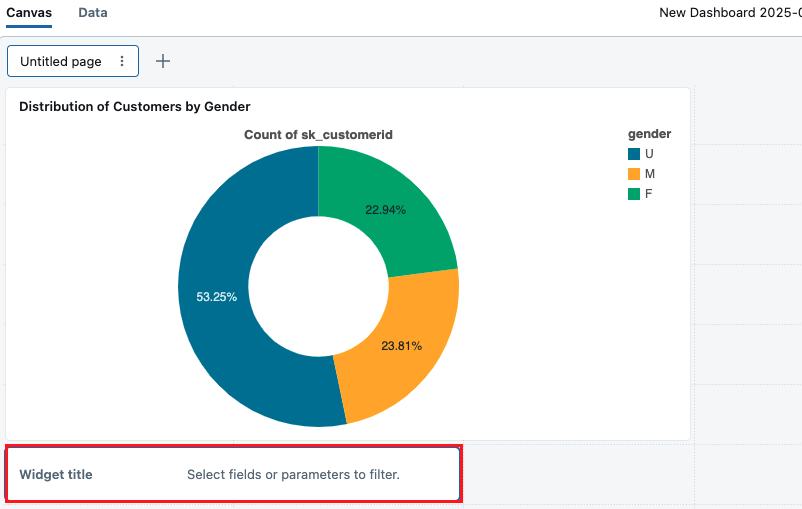 Canvas Data New Dashboard 2025-0
Untitled page
Distribution of Customers by Gender
Count of sk_customerid
gender
U
M
F
22.94%
53.25%
23.81%
Widget title Select fields or parameters to filter.